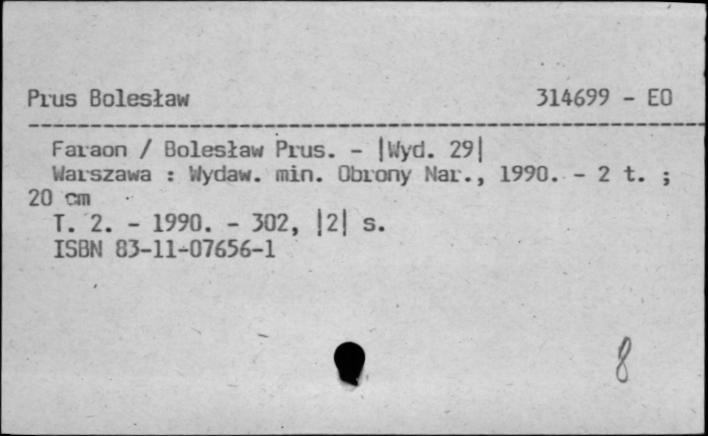 Prus Bolesław 314699 - EO
Faraon / Bolesław Prus. - |Wyd. 29|
Warszawa : Wydaw. min. Obrony Nar., 1990. - 2 t. ;
20 cm
T. 2. - 1990. - 302, |2| s.
ISBN 83-11-07656-1
8